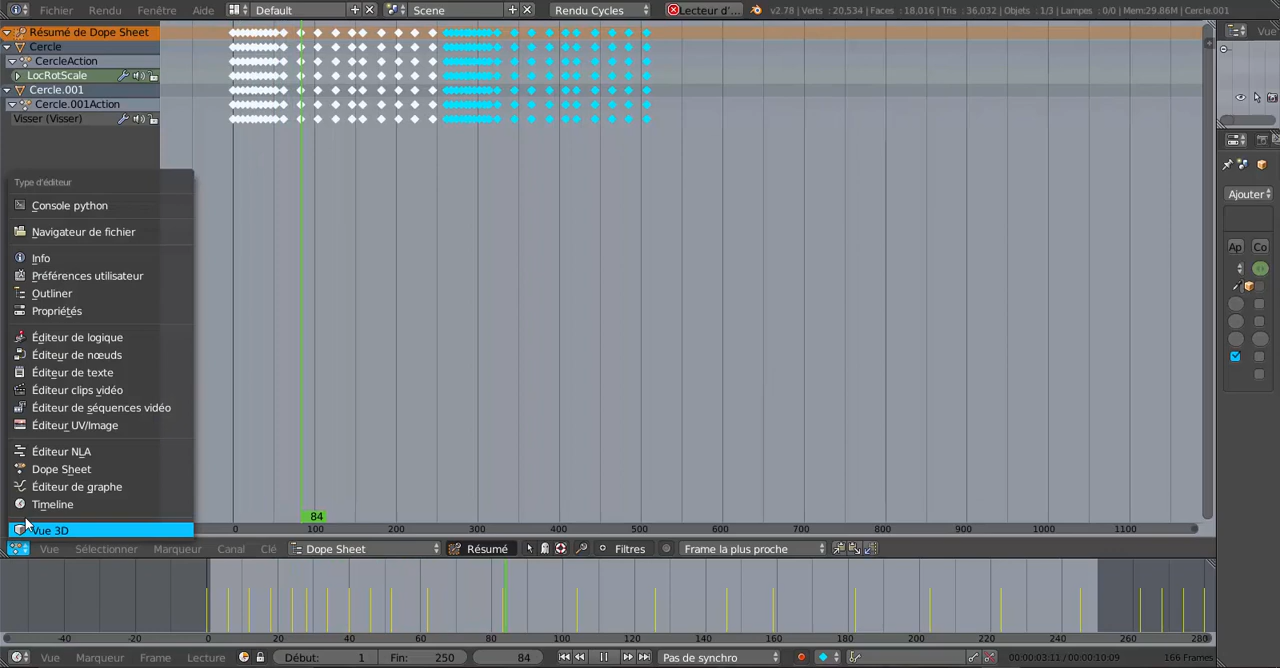 Fichier Rendu Fenêtre Aide Default Scene Rendu Cycles Lecteur d'... v2.78 | Verts : 20,534 | Faces : 18,016 | Tris : 36,032 | Objets : 1/3 | Lampes : 0/0 | Mem:29.86M | Cercle.001
Résumé de Dope Sheet
Vue
Cercle
CercleAction
LocRotScale
Cercle.001
Cercle.001Action
Visser (Visser)
Type d'éditeur
Console python
Navigateur de fichier
Info
Préférences utilisateur
Outliner
Propriétés
Éditeur de logique
Éditeur de nœuds
Éditeur de texte
Éditeur clips vidéo
Éditeur de séquences vidéo
Éditeur UV/Image
Éditeur NLA
Dope Sheet
Éditeur de graphe
Timeline
Vue 3D
Ajouter
Ap Co
84
0 100 200 300 400 500 600 700 800 900 1000 1100
Vue Sélectionner Marqueur Canal Clé Dope Sheet Résumé Filtres Frame la plus proche
-40 -20 0 20 40 60 80 100 120 140 160 180 200 220 240 260 280
Vue Marqueur Frame Lecture Début: 1 Fin: 250 84 Pas de synchro 00:00:03:11 / 00:00:10:09 166 Frames